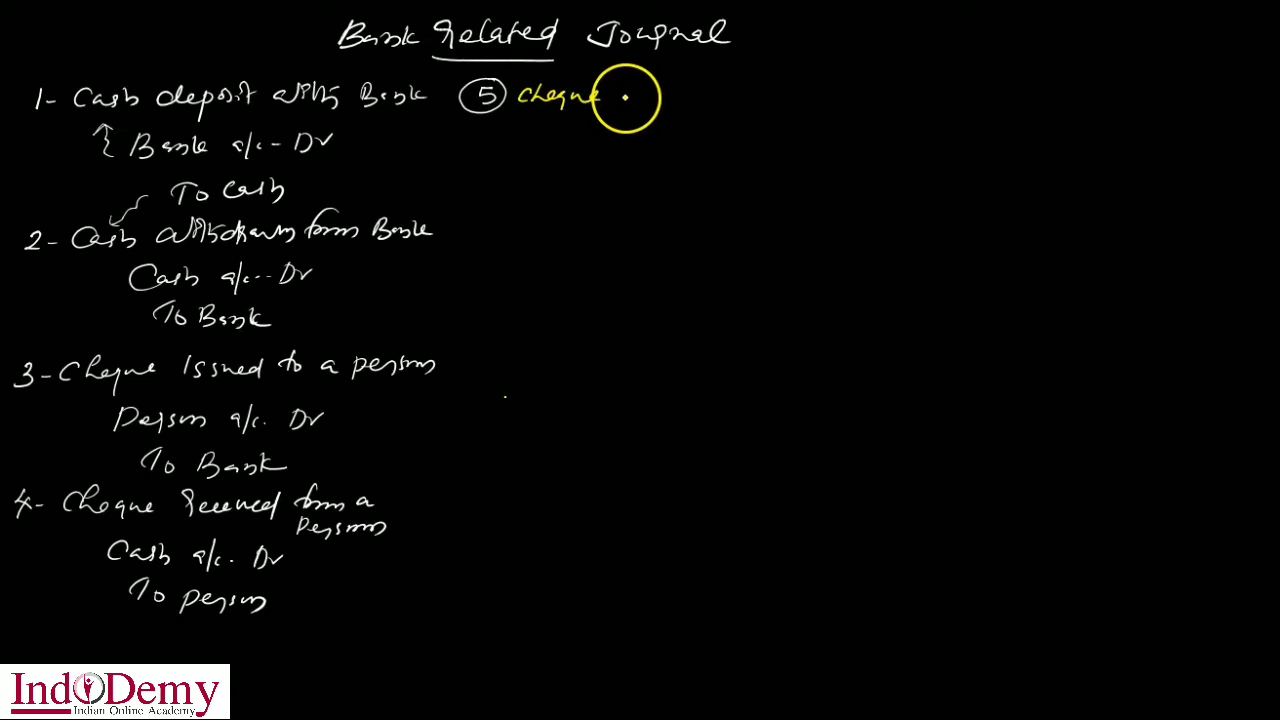 Bank Related Journal
1- Cash deposit with Bank
Bank a/c- Dr
To Cash
2- Cash withdrawn form Bank
Cash a/c-- Dr
To Bank
3- Cheque Issued to a person
Person a/c. Dr
To Bank
4- Cheque Received form a
Person
Cash a/c. Dr
To person
5 Cheque
IndoDemy
Indian Online Academy